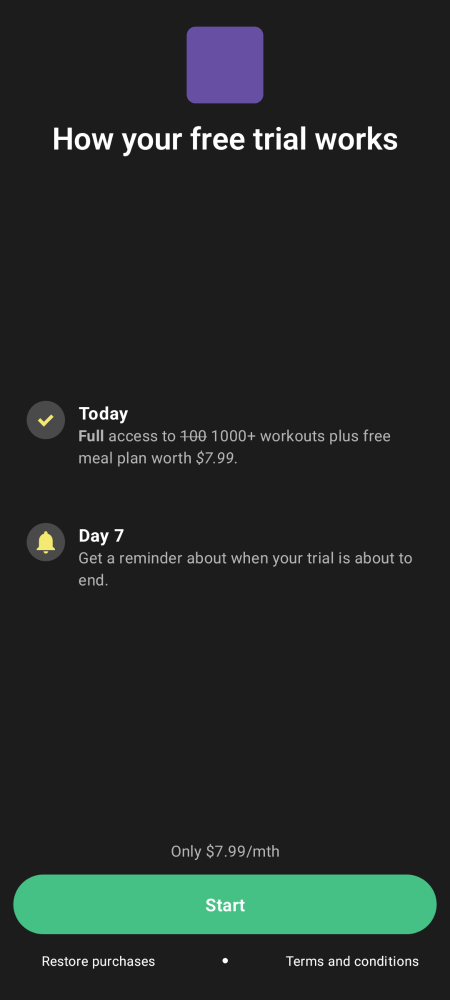 How your free trial works
Today
Full access to 100 1000+ workouts plus free
meal plan worth $7.99.
Day 7
Get a reminder about when your trial is about to
end.
Only $7.99/mth
Start
Restore purchases • Terms and conditions